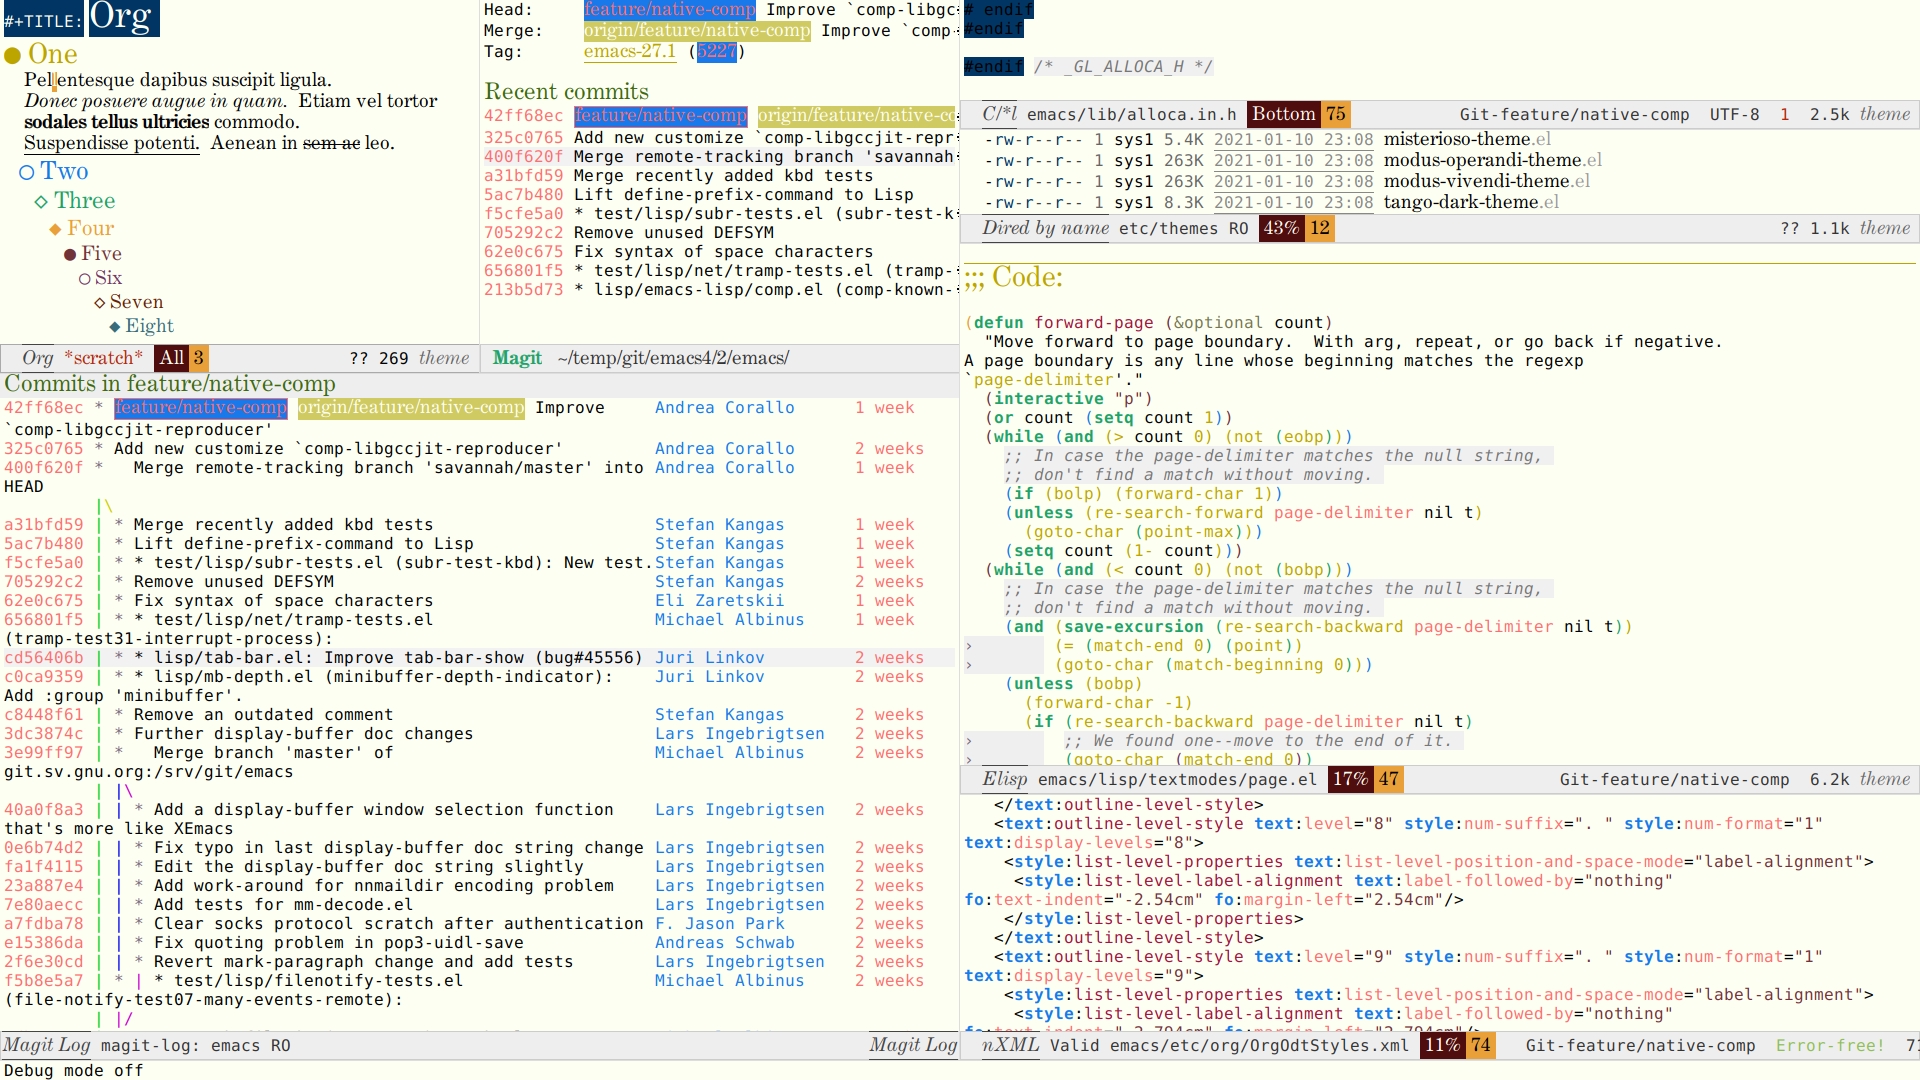 #+TITLE: Org
● One
Pellentesque dapibus suscipit ligula.
Donec posuere augue in quam.  Etiam vel tortor
sodales tellus ultricies commodo.
Suspendisse potenti.  Aenean in sem ac leo.
○ Two
◇ Three
◆ Four
● Five
○ Six
◇ Seven
◆ Eight
Org *scratch* All 3 ?? 269 theme
Head: feature/native-comp Improve `comp-libgc
Merge: origin/feature/native-comp Improve `comp-
Tag: emacs-27.1 (5227)
Recent commits
42ff68ec feature/native-comp origin/feature/native-co
325c0765 Add new customize `comp-libgccjit-repr
400f620f Merge remote-tracking branch 'savannah
a31bfd59 Merge recently added kbd tests
5ac7b480 Lift define-prefix-command to Lisp
f5cfe5a0 * test/lisp/subr-tests.el (subr-test-k
705292c2 Remove unused DEFSYM
62e0c675 Fix syntax of space characters
656801f5 * test/lisp/net/tramp-tests.el (tramp-
213b5d73 * lisp/emacs-lisp/comp.el (comp-known-
Magit ~/temp/git/emacs4/2/emacs/
Commits in feature/native-comp
42ff68ec * feature/native-comp origin/feature/native-comp Improve Andrea Corallo 1 week
`comp-libgccjit-reproducer'
325c0765 * Add new customize `comp-libgccjit-reproducer' Andrea Corallo 2 weeks
400f620f *   Merge remote-tracking branch 'savannah/master' into Andrea Corallo 1 week
HEAD
|\
a31bfd59 | * Merge recently added kbd tests Stefan Kangas 1 week
5ac7b480 | * Lift define-prefix-command to Lisp Stefan Kangas 1 week
f5cfe5a0 | * * test/lisp/subr-tests.el (subr-test-kbd): New test. Stefan Kangas 1 week
705292c2 | * Remove unused DEFSYM Stefan Kangas 2 weeks
62e0c675 | * Fix syntax of space characters Eli Zaretskii 1 week
656801f5 | * * test/lisp/net/tramp-tests.el Michael Albinus 1 week
(tramp-test31-interrupt-process):
cd56406b | * * lisp/tab-bar.el: Improve tab-bar-show (bug#45556) Juri Linkov 2 weeks
c0ca9359 | * * lisp/mb-depth.el (minibuffer-depth-indicator): Juri Linkov 2 weeks
Add :group 'minibuffer'.
c8448f61 | * Remove an outdated comment Stefan Kangas 2 weeks
3dc3874c | * Further display-buffer doc changes Lars Ingebrigtsen 2 weeks
3e99ff97 | *   Merge branch 'master' of Michael Albinus 2 weeks
git.sv.gnu.org:/srv/git/emacs
| |\
40a0f8a3 | | * Add a display-buffer window selection function Lars Ingebrigtsen 2 weeks
that's more like XEmacs
0e6b74d2 | | * Fix typo in last display-buffer doc string change Lars Ingebrigtsen 2 weeks
fa1f4115 | | * Edit the display-buffer doc string slightly Lars Ingebrigtsen 2 weeks
23a887e4 | | * Add work-around for nnmaildir encoding problem Lars Ingebrigtsen 2 weeks
7e80aecc | | * Add tests for mm-decode.el Lars Ingebrigtsen 2 weeks
a7fdba78 | | * Clear socks protocol scratch after authentication F. Jason Park 2 weeks
e15386da | | * Fix quoting problem in pop3-uidl-save Andreas Schwab 2 weeks
2f6e30cd | | * Revert mark-paragraph change and add tests Lars Ingebrigtsen 2 weeks
f5b8e5a7 | * | * test/lisp/filenotify-tests.el Michael Albinus 2 weeks
(file-notify-test07-many-events-remote):
| |/
Magit Log magit-log: emacs RO Magit Log
Debug mode off
# endif
#endif
#endif /* _GL_ALLOCA_H */
C/*l emacs/lib/alloca.in.h Bottom 75 Git-feature/native-comp UTF-8 1 2.5k theme
-rw-r--r-- 1 sys1 5.4K 2021-01-10 23:08 misterioso-theme.el
-rw-r--r-- 1 sys1 263K 2021-01-10 23:08 modus-operandi-theme.el
-rw-r--r-- 1 sys1 263K 2021-01-10 23:08 modus-vivendi-theme.el
-rw-r--r-- 1 sys1 8.3K 2021-01-10 23:08 tango-dark-theme.el
Dired by name etc/themes RO 43% 12 ?? 1.1k theme
;;; Code:
(defun forward-page (&optional count)
  "Move forward to page boundary.  With arg, repeat, or go back if negative.
A page boundary is any line whose beginning matches the regexp
`page-delimiter'."
  (interactive "p")
  (or count (setq count 1))
  (while (and (> count 0) (not (eobp)))
    ;; In case the page-delimiter matches the null string,
    ;; don't find a match without moving.
    (if (bolp) (forward-char 1))
    (unless (re-search-forward page-delimiter nil t)
      (goto-char (point-max)))
    (setq count (1- count)))
  (while (and (< count 0) (not (bobp)))
    ;; In case the page-delimiter matches the null string,
    ;; don't find a match without moving.
    (and (save-excursion (re-search-backward page-delimiter nil t))
›        (= (match-end 0) (point))
›        (goto-char (match-beginning 0)))
    (unless (bobp)
      (forward-char -1)
      (if (re-search-backward page-delimiter nil t)
›         ;; We found one--move to the end of it.
›         (goto-char (match-end 0))
Elisp emacs/lisp/textmodes/page.el 17% 47 Git-feature/native-comp 6.2k theme
   </text:outline-level-style>
   <text:outline-level-style text:level="8" style:num-suffix=". " style:num-format="1"
text:display-levels="8">
    <style:list-level-properties text:list-level-position-and-space-mode="label-alignment">
     <style:list-level-label-alignment text:label-followed-by="nothing"
fo:text-indent="-2.54cm" fo:margin-left="2.54cm"/>
    </style:list-level-properties>
   </text:outline-level-style>
   <text:outline-level-style text:level="9" style:num-suffix=". " style:num-format="1"
text:display-levels="9">
    <style:list-level-properties text:list-level-position-and-space-mode="label-alignment">
     <style:list-level-label-alignment text:label-followed-by="nothing"
fo:text-indent="-2.794cm" fo:margin-left="2.794cm"/>
nXML Valid emacs/etc/org/OrgOdtStyles.xml 11% 74 Git-feature/native-comp Error-free!